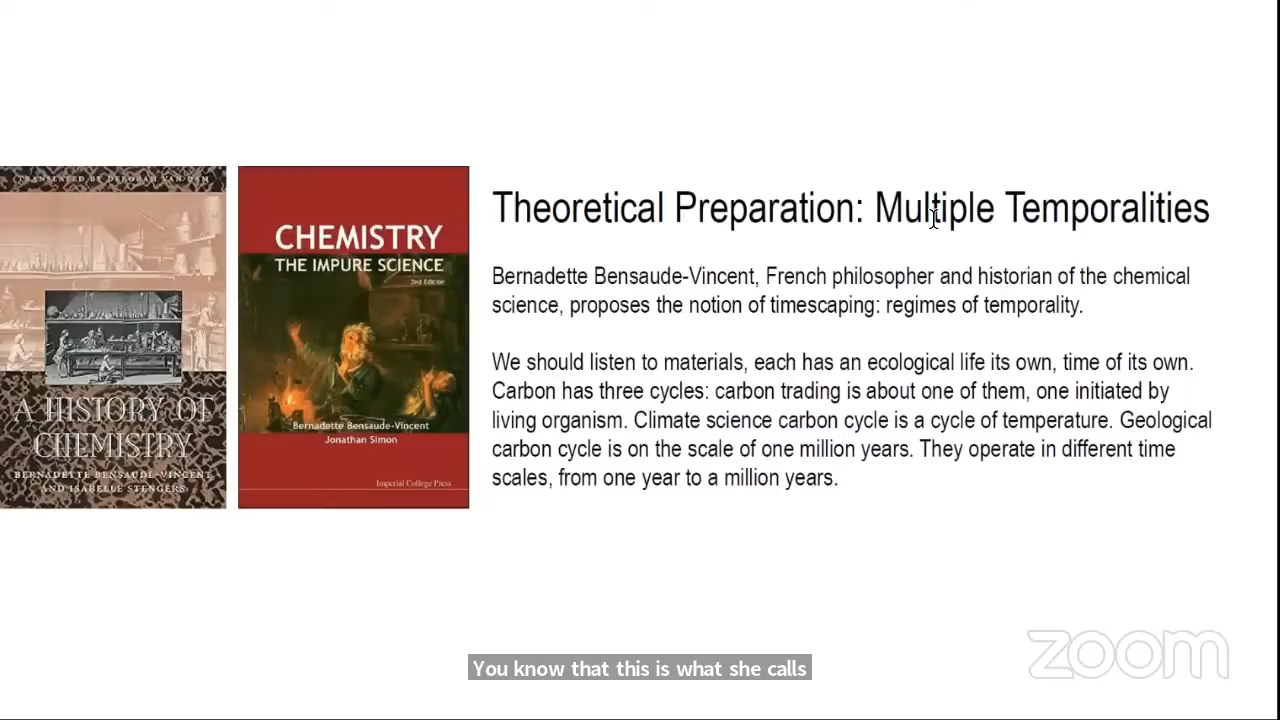 TRANSLATED BY DEBORAH VAN DAM
A HISTORY OF
CHEMISTRY
BERNADETTE BENSAUDE-VINCENT
AND ISABELLE STENGERS
CHEMISTRY
THE IMPURE SCIENCE
2nd Edition
Bernadette Bensaude-Vincent
Jonathan Simon
Imperial College Press
Theoretical Preparation: Multiple Temporalities
Bernadette Bensaude-Vincent, French philosopher and historian of the chemical
science, proposes the notion of timescaping: regimes of temporality.
We should listen to materials, each has an ecological life its own, time of its own.
Carbon has three cycles: carbon trading is about one of them, one initiated by
living organism. Climate science carbon cycle is a cycle of temperature. Geological
carbon cycle is on the scale of one million years. They operate in different time
scales, from one year to a million years.
You know that this is what she calls
zoom